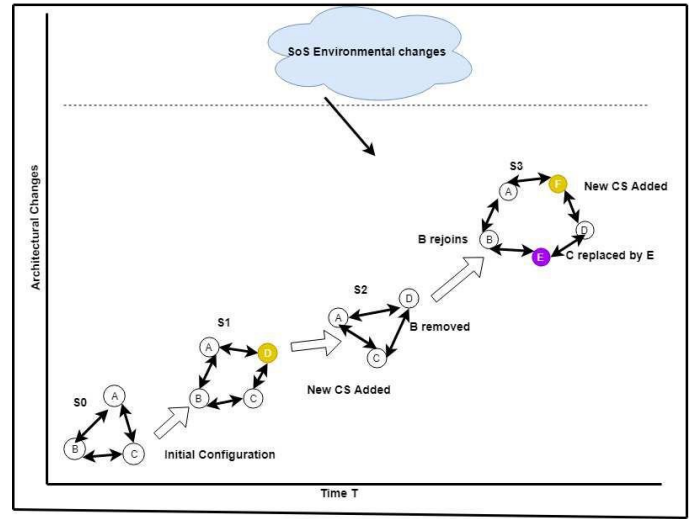 SoS Environmental changes
Architectural Changes
S3
A
F
New CS Added
B rejoins
B
D
E
C replaced by E
S2
A
D
B removed
C
S1
A
D
B
C
New CS Added
S0
A
B
C
Initial Configuration
Time T